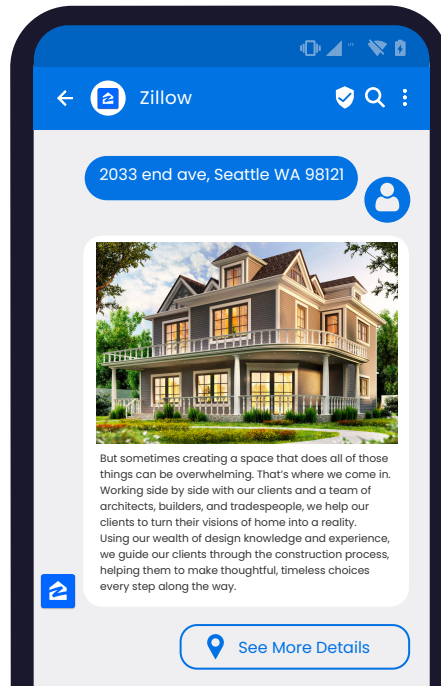 Zillow
2033 end ave, Seattle WA 98121
But sometimes creating a space that does all of those
things can be overwhelming. That's where we come in.
Working side by side with our clients and a team of
architects, builders, and tradespeople, we help our
clients to turn their visions of home into a reality.
Using our wealth of design knowledge and experience,
we guide our clients through the construction process,
helping them to make thoughtful, timeless choices
every step along the way.
See More Details